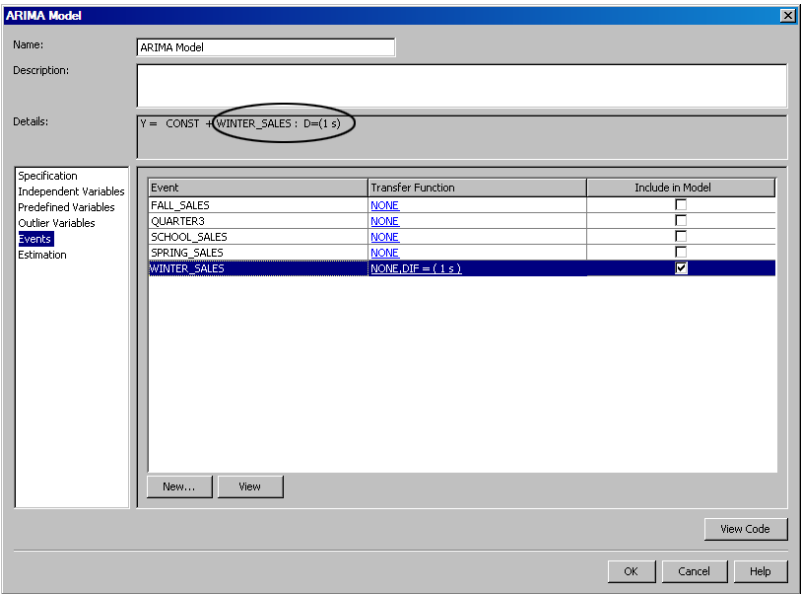 ARIMA Model
Name:
ARIMA Model
Description:
Details:
Y = CONST + WINTER_SALES : D=(1 s)
Specification
Independent Variables
Predefined Variables
Outlier Variables
Events
Estimation
Event Transfer Function Include in Model
FALL_SALES NONE
QUARTER3 NONE
SCHOOL_SALES NONE
SPRING_SALES NONE
WINTER_SALES NONE,DIF = ( 1 s )
New... View
View Code
OK Cancel Help